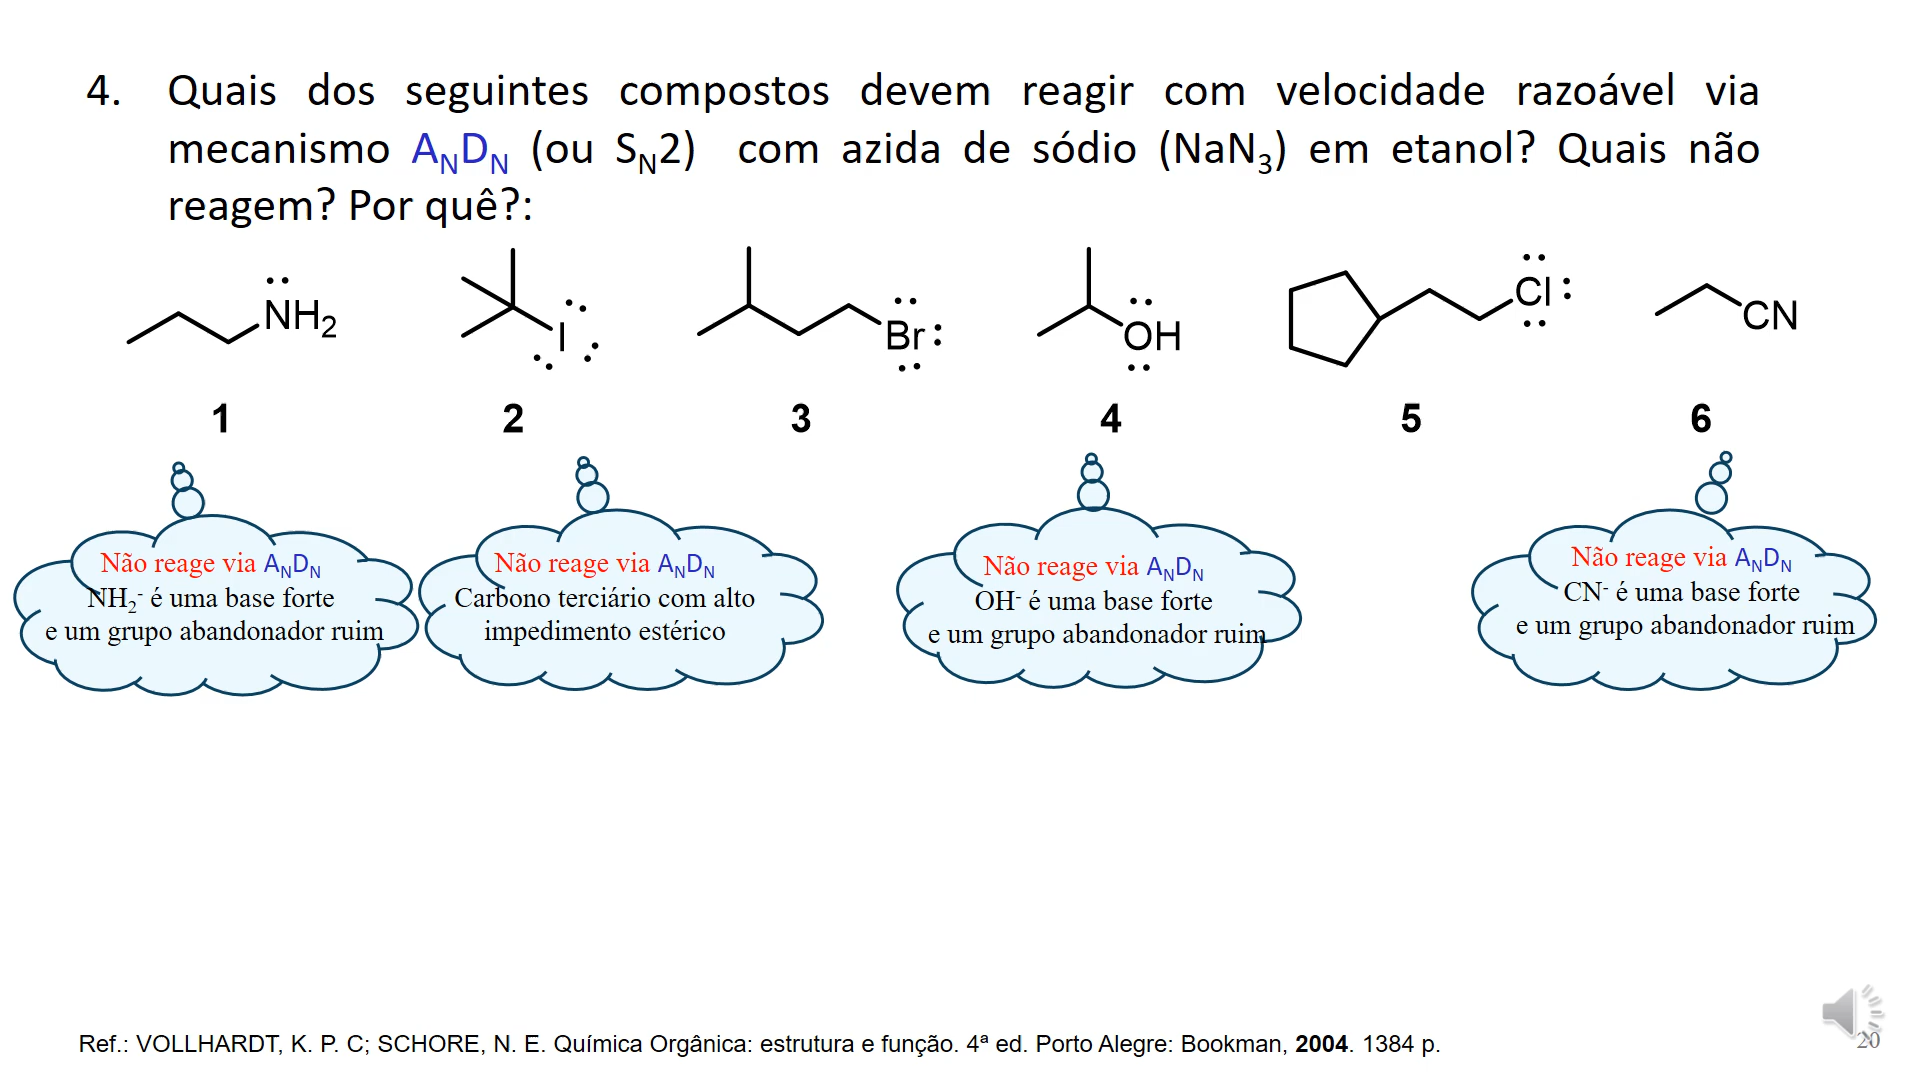 4. Quais dos seguintes compostos devem reagir com velocidade razoável via
mecanismo AND​N (ou SN2) com azida de sódio (NaN3) em etanol? Quais não
reagem? Por quê?:
NH2
I
Br
OH
Cl
CN
1
2
3
4
5
6
Não reage via ANDN
NH2- é uma base forte
e um grupo abandonador ruim
Não reage via ANDN
Carbono terciário com alto
impedimento estérico
Não reage via ANDN
OH- é uma base forte
e um grupo abandonador ruim
Não reage via ANDN
CN- é uma base forte
e um grupo abandonador ruim
Ref.: VOLLHARDT, K. P. C; SCHORE, N. E. Química Orgânica: estrutura e função. 4ª ed. Porto Alegre: Bookman, 2004. 1384 p.
20